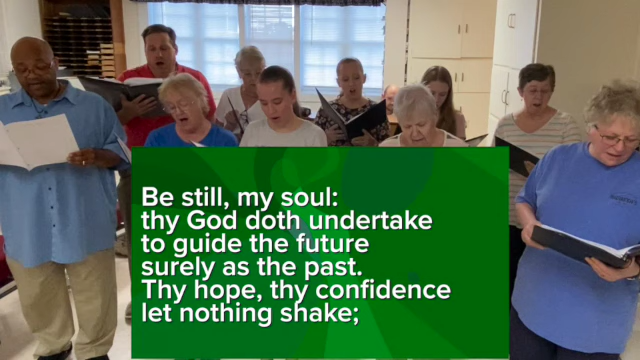 Be still, my soul:
thy God doth undertake
to guide the future
surely as the past.
Thy hope, thy confidence
let nothing shake;